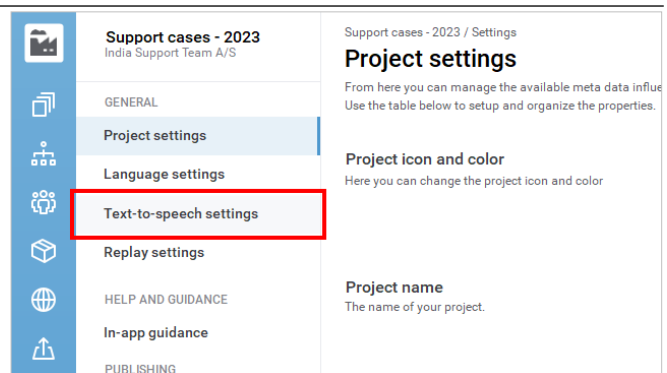 Support cases - 2023
India Support Team A/S
GENERAL
Project settings
Language settings
Text-to-speech settings
Replay settings
HELP AND GUIDANCE
In-app guidance
PUBLISHING
Support cases - 2023 / Settings
Project settings
From here you can manage the available meta data influe
Use the table below to setup and organize the properties.
Project icon and color
Here you can change the project icon and color
Project name
The name of your project.